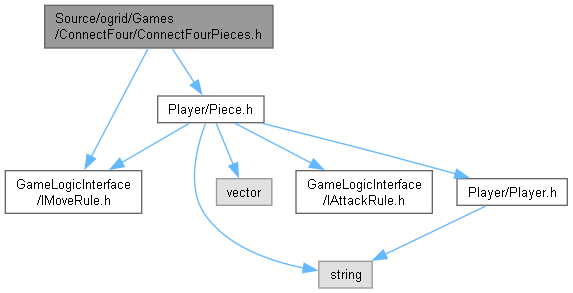 Source/ogrid/Games
/ConnectFour/ConnectFourPieces.h
Player/Piece.h
GameLogicInterface
/IMoveRule.h
vector
GameLogicInterface
/IAttackRule.h
Player/Player.h
string